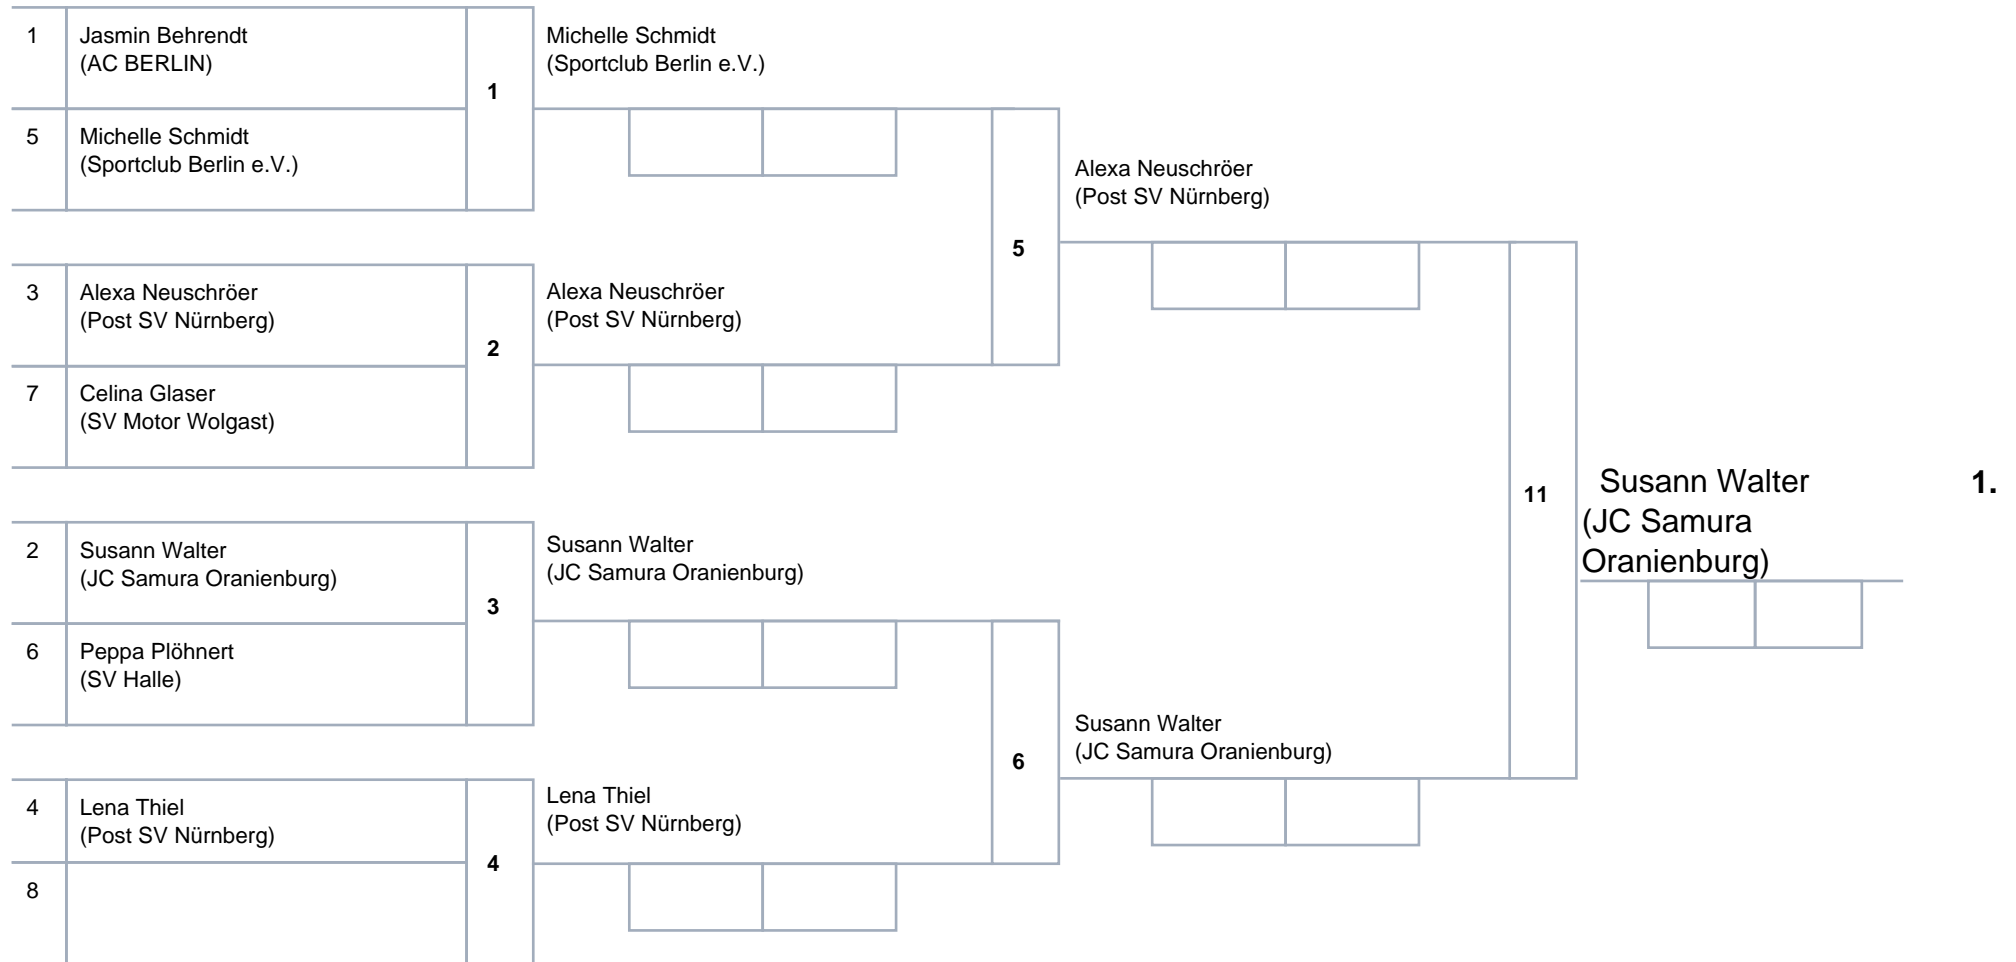 1
Jasmin Behrendt
(AC BERLIN)
5
Michelle Schmidt
(Sportclub Berlin e.V.)
1
3
Alexa Neuschröer
(Post SV Nürnberg)
7
Celina Glaser
(SV Motor Wolgast)
2
2
Susann Walter
(JC Samura Oranienburg)
6
Peppa Plöhnert
(SV Halle)
3
4
Lena Thiel
(Post SV Nürnberg)
8
4
Michelle Schmidt
(Sportclub Berlin e.V.)
Alexa Neuschröer
(Post SV Nürnberg)
5
Susann Walter
(JC Samura Oranienburg)
Lena Thiel
(Post SV Nürnberg)
6
Alexa Neuschröer
(Post SV Nürnberg)
Susann Walter
(JC Samura Oranienburg)
11
Susann Walter
(JC Samura
Oranienburg)
1.